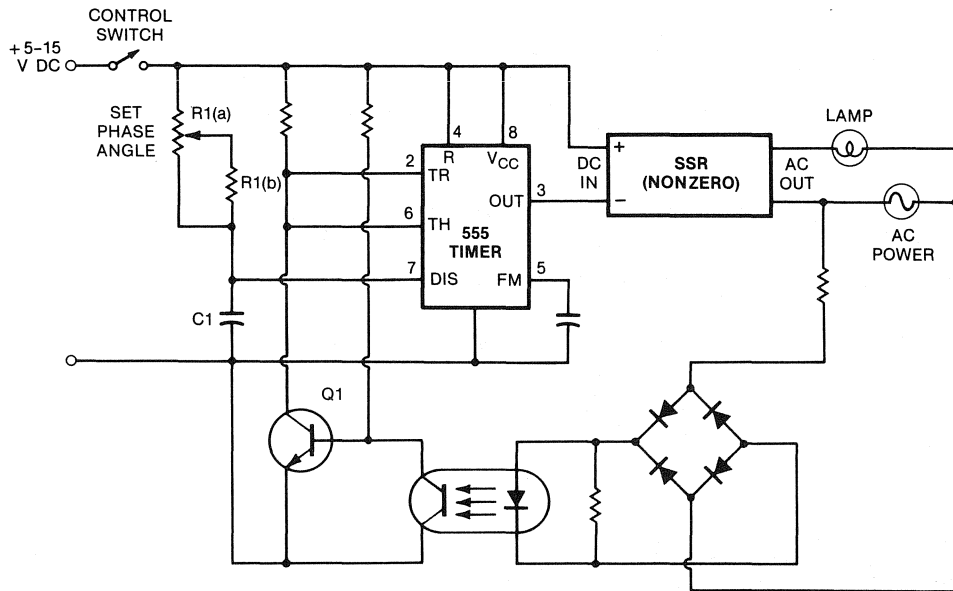 CONTROL
SWITCH
+ 5–15
V DC
SET
PHASE
ANGLE
R1(a)
R1(b)
C1
4
8
R
VCC
2
TR
OUT
3
6
TH
555
TIMER
7
DIS
FM
5
DC
IN
+
–
SSR
(NONZERO)
AC
OUT
LAMP
AC
POWER
Q1